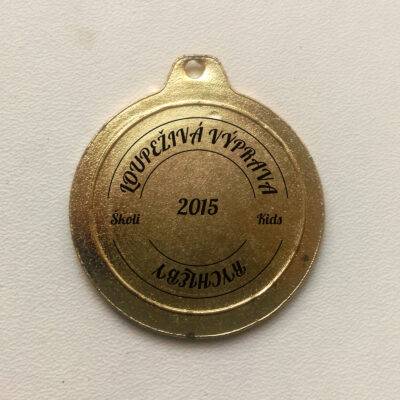 LOUPEŽIVÁ VÝPRAVA
2015
Školi Kids
RYCHLEBY